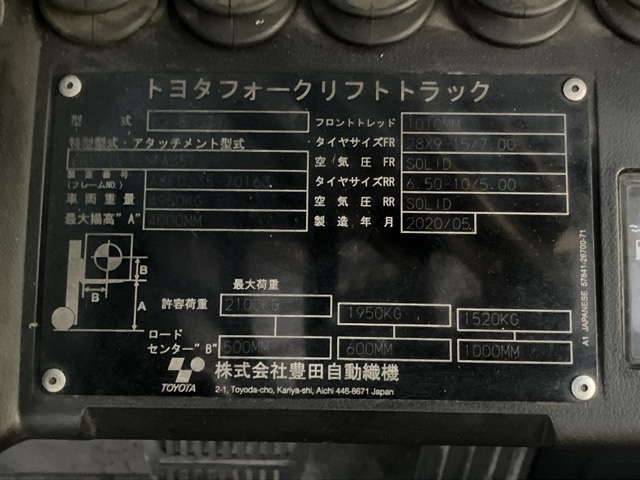 トヨタフォークリフトトラック
型式
フロントトレッド 1010MM
特型型式・アタッチメント型式
タイヤサイズFR 28X9-15/7.00
空気圧FR SOLID
製造番号
(フレームNO.)
タイヤサイズRR 6.50-10/5.00
車両重量
空気圧RR SOLID
最大揚高"A" 4000MM
製造年月 2020/05
B
B
A
最大荷重
許容荷重 2100KG 1950KG 1520KG
ロード
センター"B" 500MM 600MM 1000MM
TOYOTA
株式会社豊田自動織機
2-1, Toyoda-cho, Kariya-shi, Aichi 448-8671 Japan
A1 JAPANESE 57841-26700-71